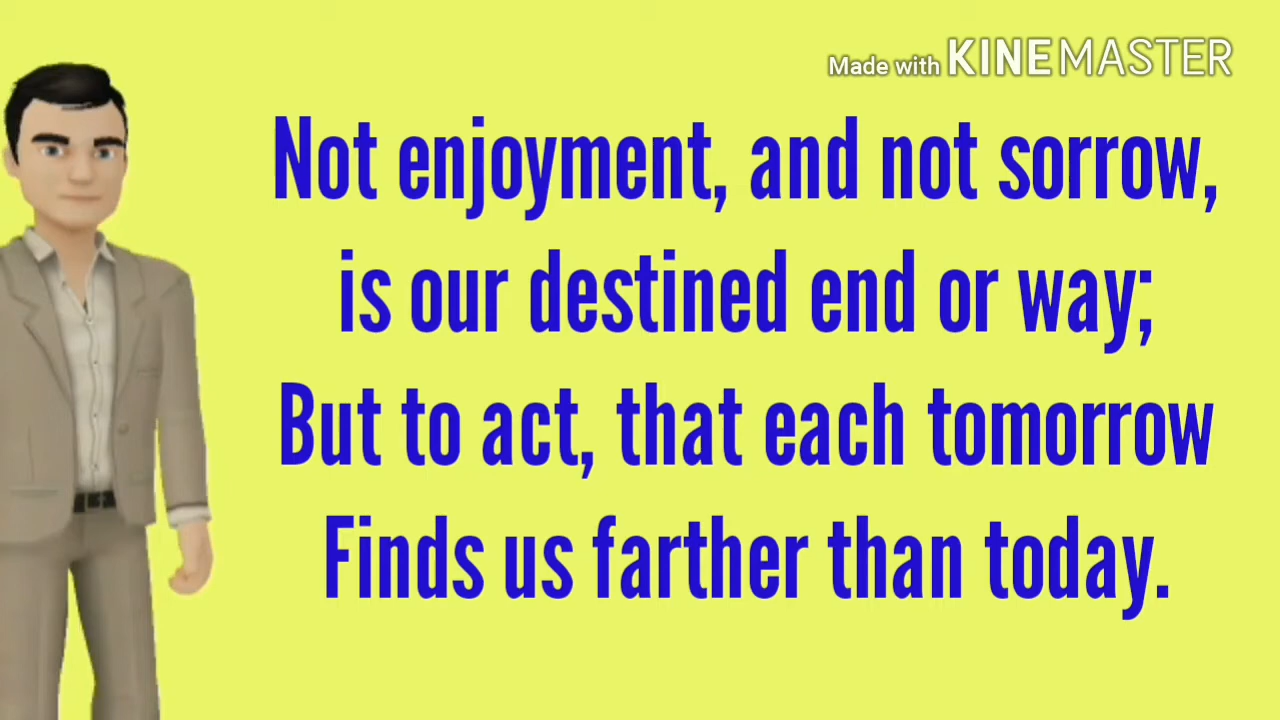 Made with KINEMASTER
Not enjoyment, and not sorrow,
is our destined end or way;
But to act, that each tomorrow
Finds us farther than today.